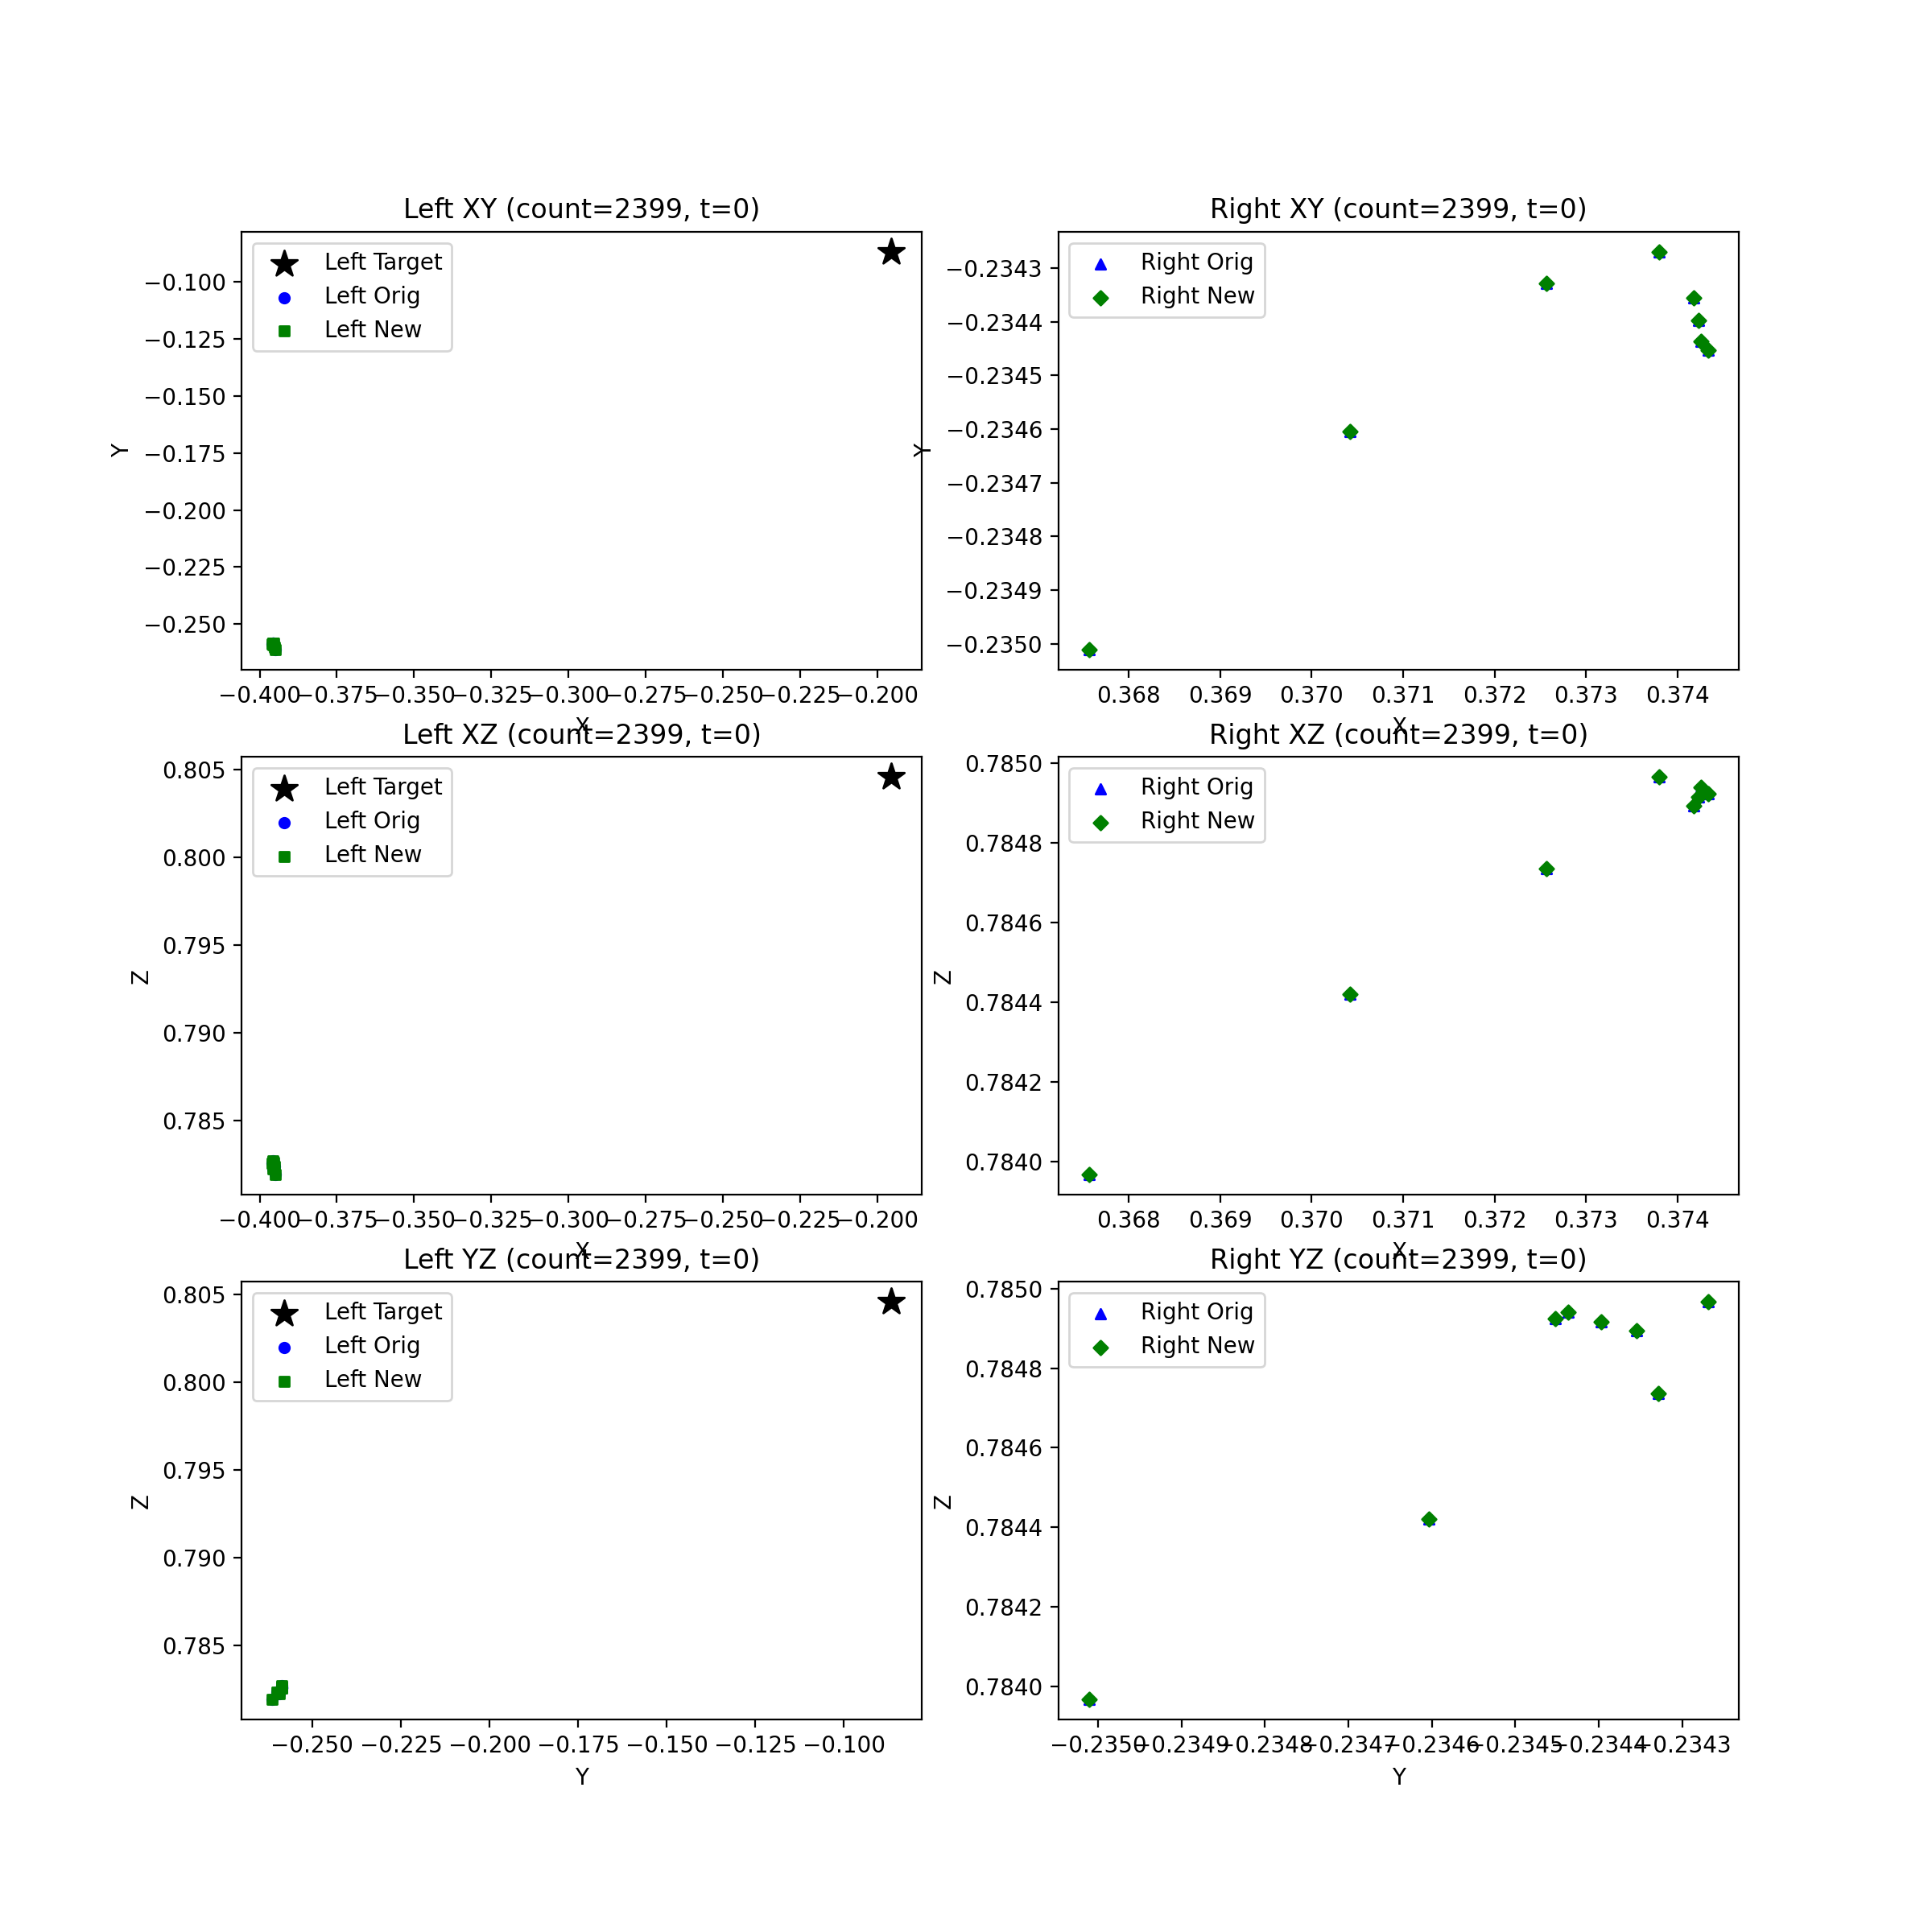 Left XY (count=2399, t=0)
Left Target
Left Orig
Left New
−0.100
−0.125
−0.150
−0.175
−0.200
−0.225
−0.250
Y
−0.400 −0.375 −0.350 −0.325 −0.300 −0.275 −0.250 −0.225 −0.200
X
Right XY (count=2399, t=0)
Right Orig
Right New
−0.2343
−0.2344
−0.2345
−0.2346
−0.2347
−0.2348
−0.2349
−0.2350
Y
0.368 0.369 0.370 0.371 0.372 0.373 0.374
X
Left XZ (count=2399, t=0)
Left Target
Left Orig
Left New
0.805
0.800
0.795
0.790
0.785
Z
−0.400 −0.375 −0.350 −0.325 −0.300 −0.275 −0.250 −0.225 −0.200
X
Right XZ (count=2399, t=0)
Right Orig
Right New
0.7850
0.7848
0.7846
0.7844
0.7842
0.7840
Z
0.368 0.369 0.370 0.371 0.372 0.373 0.374
X
Left YZ (count=2399, t=0)
Left Target
Left Orig
Left New
0.805
0.800
0.795
0.790
0.785
Z
−0.250 −0.225 −0.200 −0.175 −0.150 −0.125 −0.100
Y
Right YZ (count=2399, t=0)
Right Orig
Right New
0.7850
0.7848
0.7846
0.7844
0.7842
0.7840
Z
−0.2350 −0.2349 −0.2348 −0.2347 −0.2346 −0.2345 −0.2344 −0.2343
Y